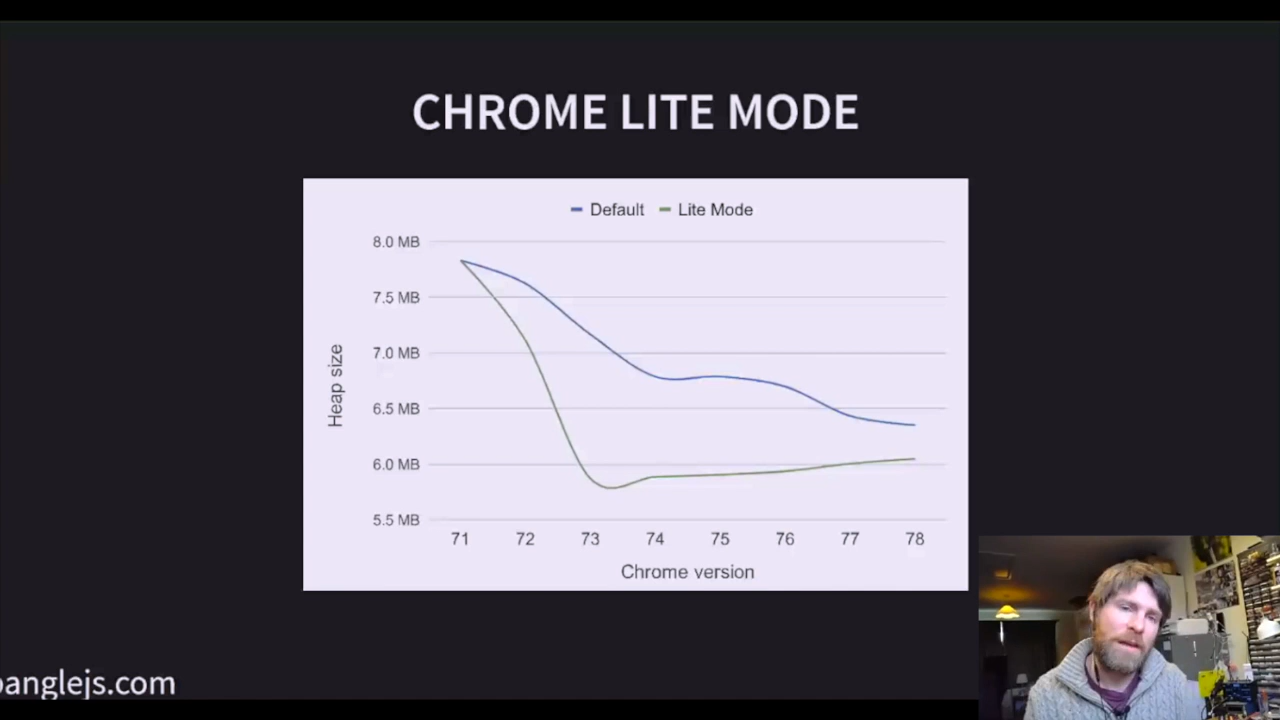 CHROME LITE MODE
Default Lite Mode
8.0 MB
7.5 MB
7.0 MB
6.5 MB
6.0 MB
5.5 MB
Heap size
71 72 73 74 75 76 77 78
Chrome version
banglejs.com